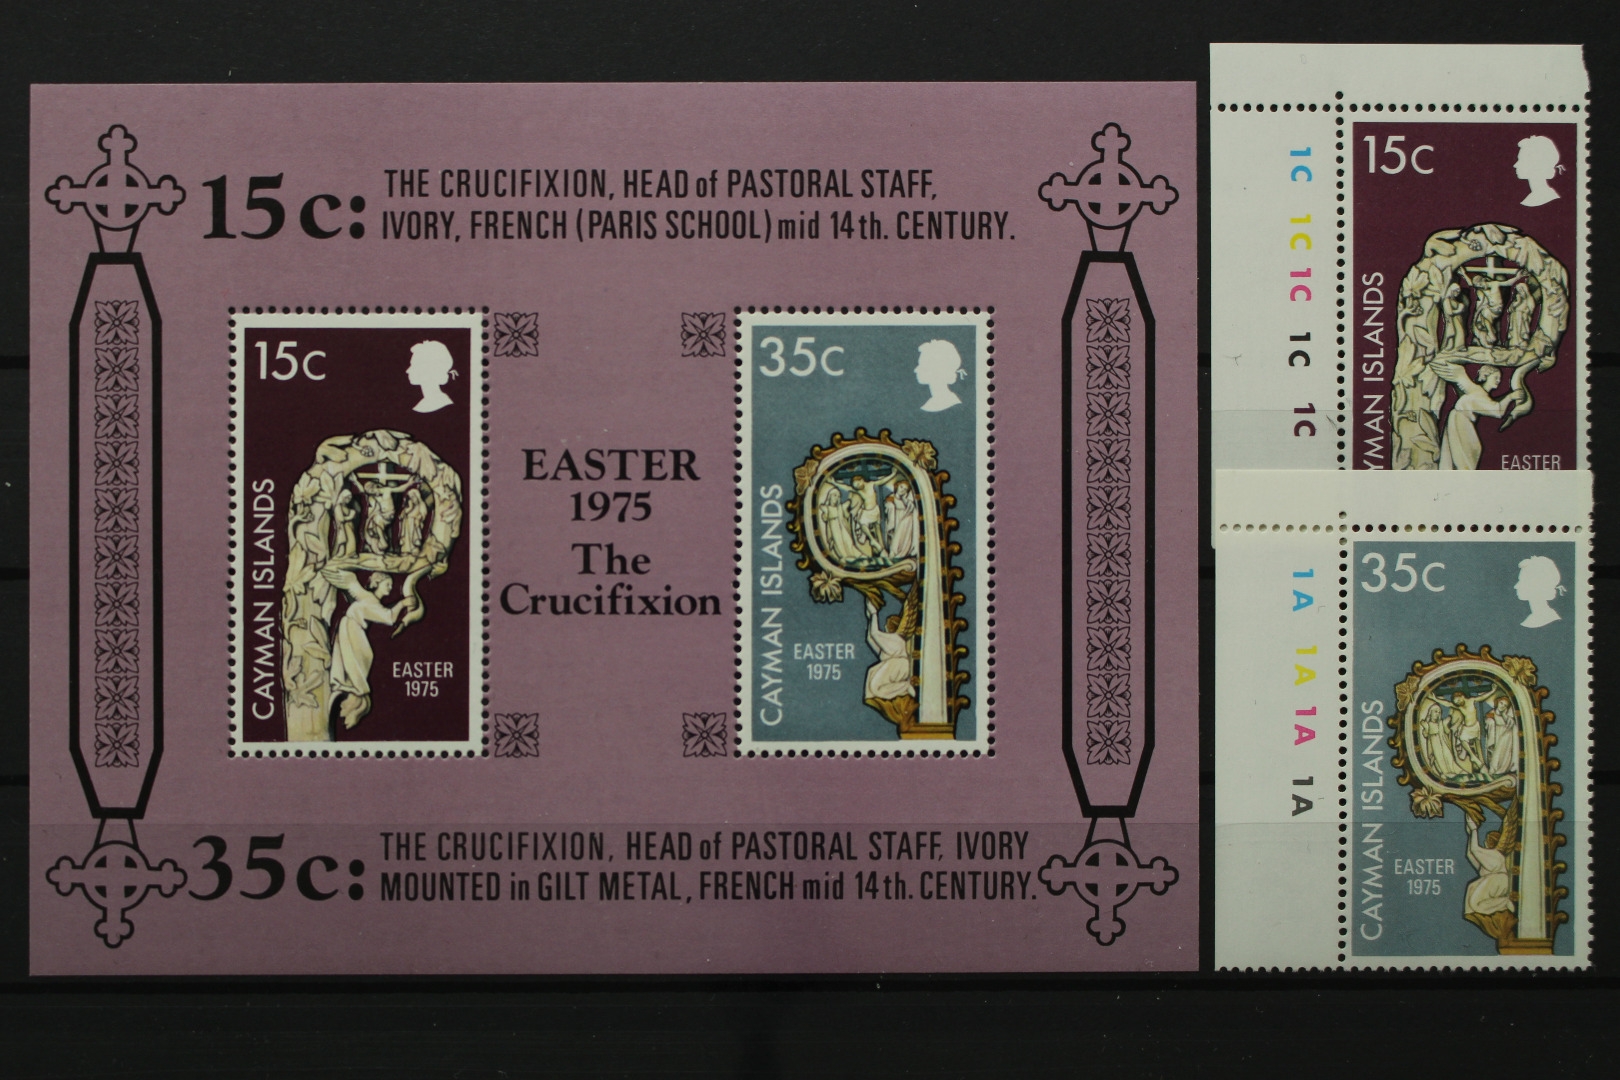 15c:
THE CRUCIFIXION, HEAD of PASTORAL STAFF,
IVORY, FRENCH (PARIS SCHOOL) mid 14th. CENTURY.
15c
CAYMAN ISLANDS
EASTER
1975
EASTER
1975
The
Crucifixion
35c
CAYMAN ISLANDS
EASTER
1975
35c:
THE CRUCIFIXION, HEAD of PASTORAL STAFF, IVORY
MOUNTED in GILT METAL, FRENCH mid 14th. CENTURY.
1C 1C 1C 1C 1C
15c
YMAN ISLANDS
EASTER
1A 1A 1A 1A
35c
CAYMAN ISLANDS
EASTER
1975